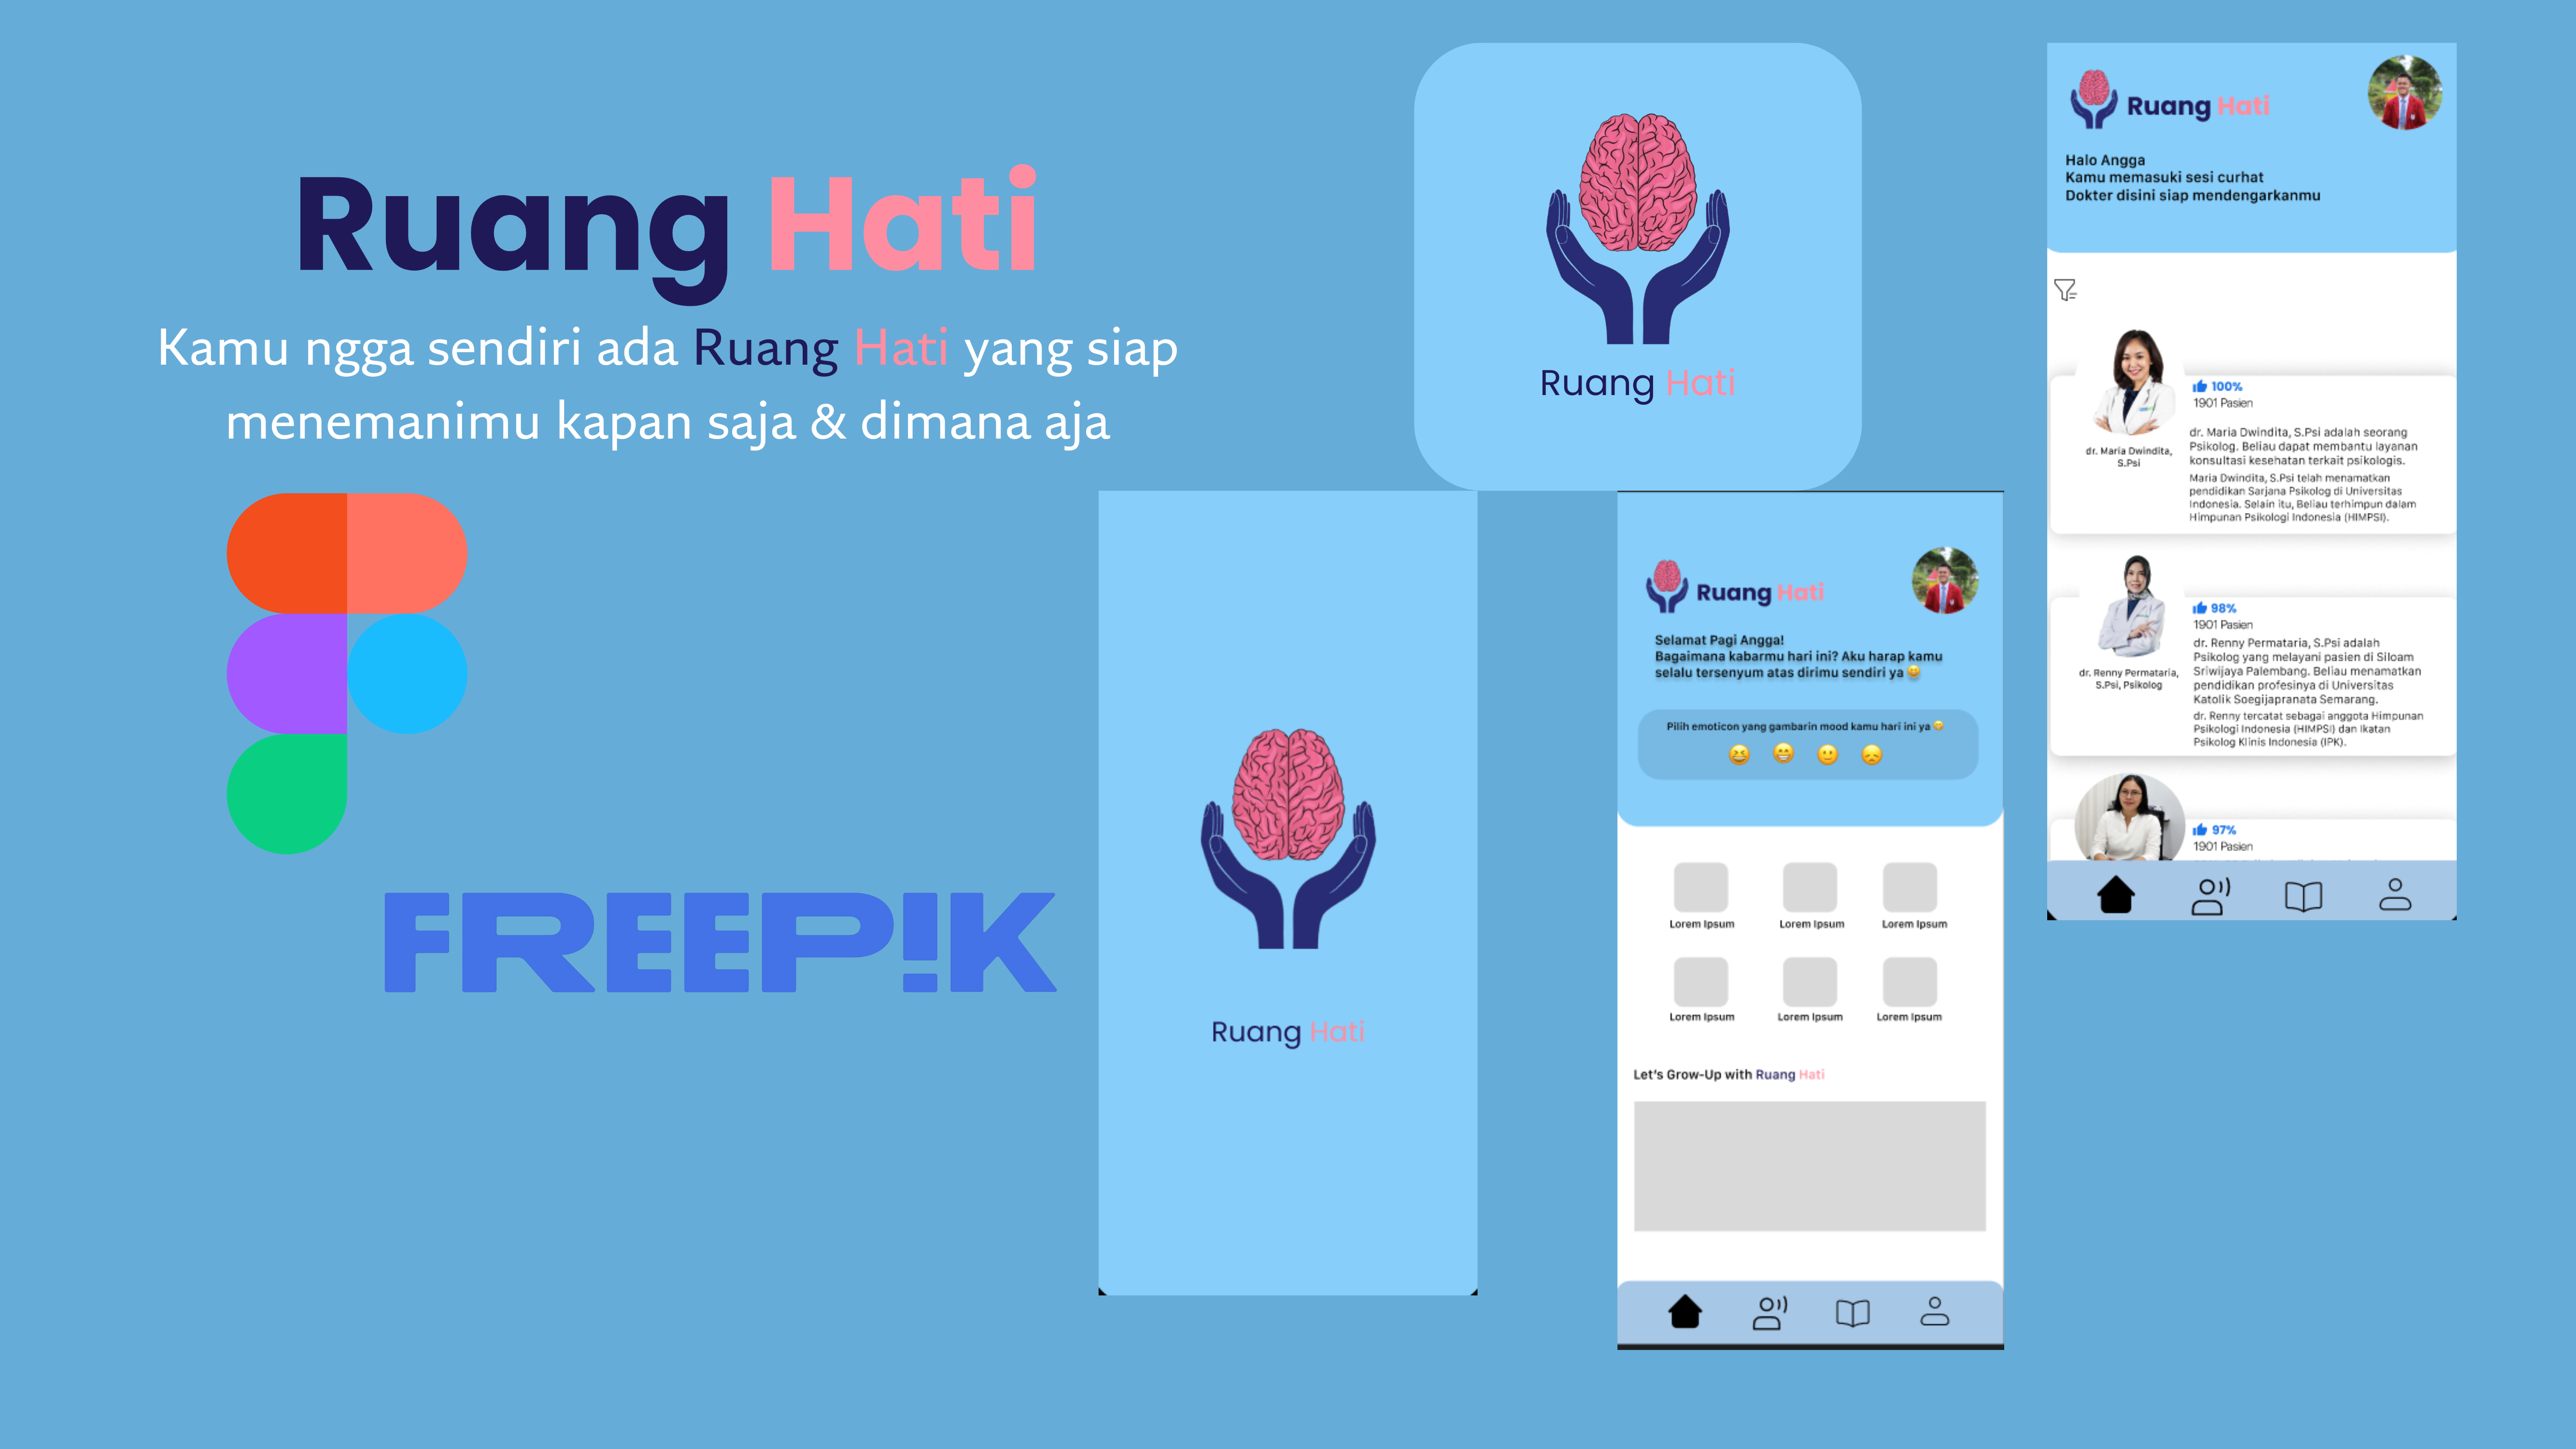 Ruang Hati
Kamu ngga sendiri ada Ruang Hati yang siap
menemanimu kapan saja & dimana aja
FREEP!K
Ruang Hati
Ruang Hati
Ruang Hati
Selamat Pagi Angga!
Bagaimana kabarmu hari ini? Aku harap kamu
selalu tersenyum atas dirimu sendiri ya 😊
Pilih emoticon yang gambarin mood kamu hari ini ya 😊
Lorem Ipsum
Lorem Ipsum
Lorem Ipsum
Lorem Ipsum
Lorem Ipsum
Lorem Ipsum
Let's Grow-Up with Ruang Hati
Ruang Hati
Halo Angga
Kamu memasuki sesi curhat
Dokter disini siap mendengarkanmu
dr. Maria Dwindita,
S.Psi
100%
1901 Pasien
dr. Maria Dwindita, S.Psi adalah seorang
Psikolog. Beliau dapat membantu layanan
konsultasi kesehatan terkait psikologis.
Maria Dwindita, S.Psi telah menamatkan
pendidikan Sarjana Psikolog di Universitas
Indonesia. Selain itu, Beliau terhimpun dalam
Himpunan Psikologi Indonesia (HIMPSI).
dr. Renny Permataria,
S.Psi, Psikolog
98%
1901 Pasien
dr. Renny Permataria, S.Psi adalah
Psikolog yang melayani pasien di Siloam
Sriwijaya Palembang. Beliau menamatkan
pendidikan profesinya di Universitas
Katolik Soegijapranata Semarang.
dr. Renny tercatat sebagai anggota Himpunan
Psikologi Indonesia (HIMPSI) dan Ikatan
Psikolog Klinis Indonesia (IPK).
97%
1901 Pasien